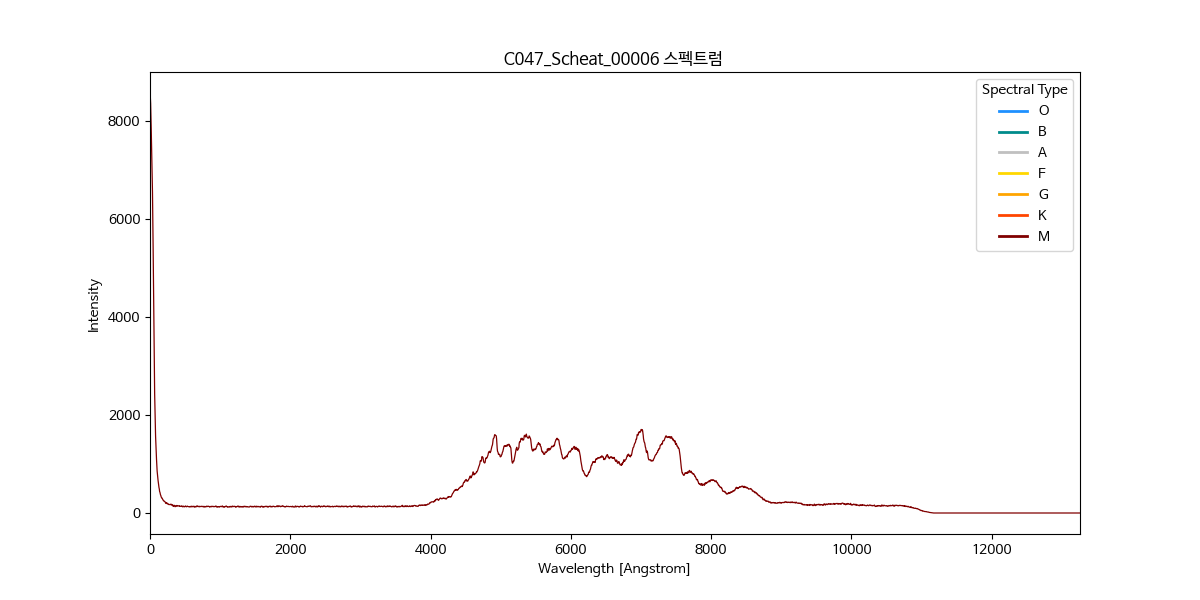 C047_Scheat_00006 스펙트럼
Spectral Type
O
B
A
F
G
K
M
8000
6000
4000
2000
0
Intensity
0 2000 4000 6000 8000 10000 12000
Wavelength [Angstrom]